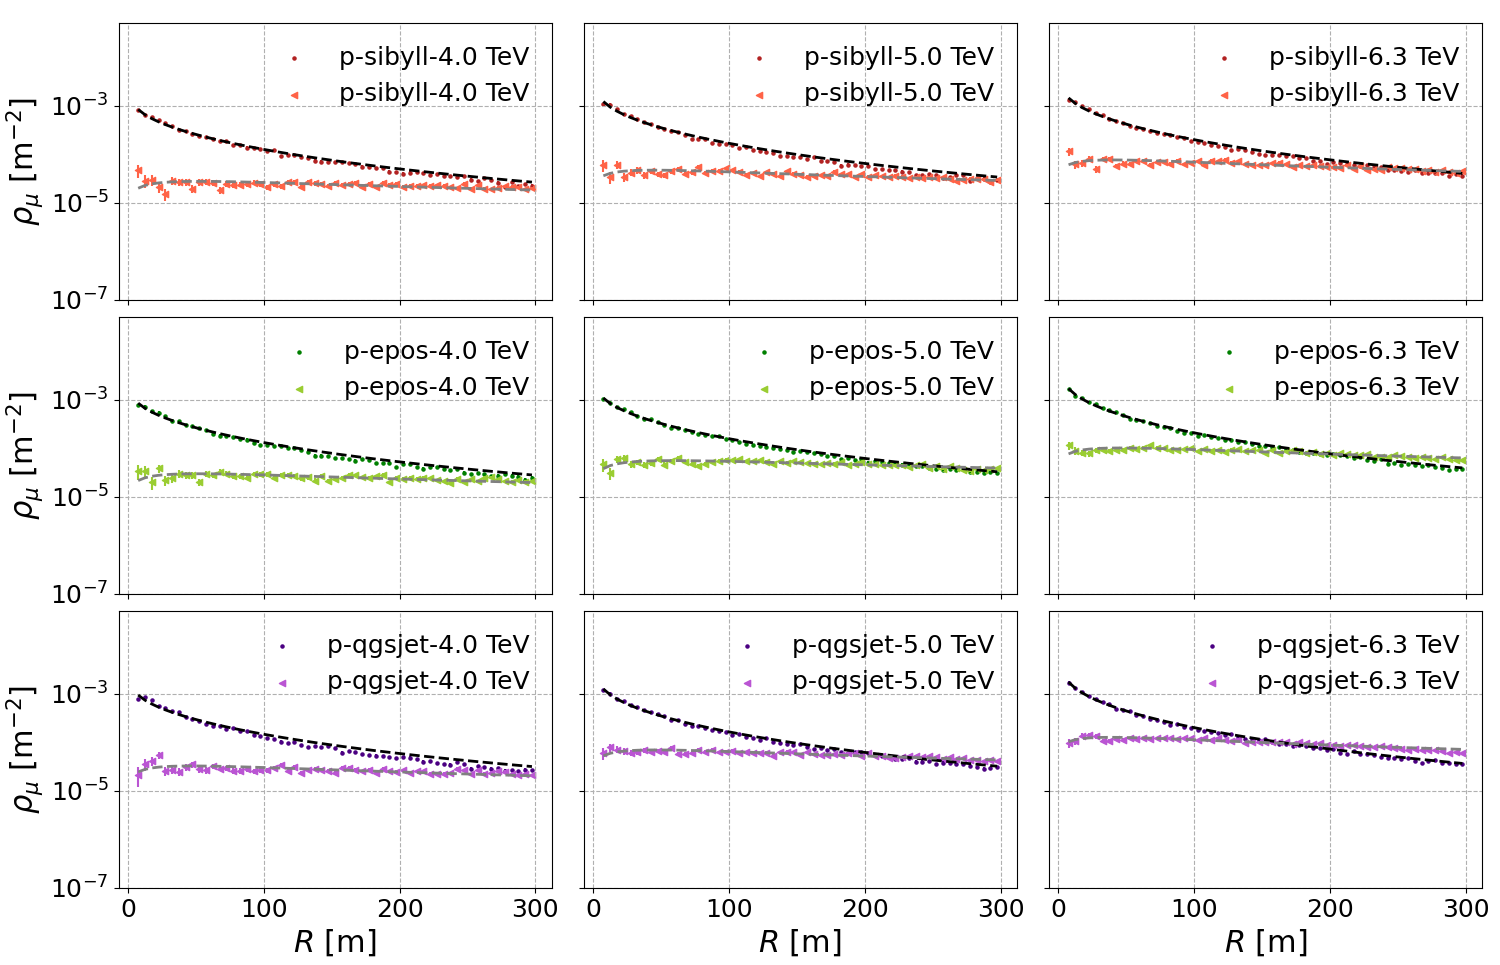 p-sibyll-4.0 TeV
p-sibyll-4.0 TeV
p-sibyll-5.0 TeV
p-sibyll-5.0 TeV
p-sibyll-6.3 TeV
p-sibyll-6.3 TeV
ρμ [m⁻²]
10⁻³
10⁻⁵
10⁻⁷
p-epos-4.0 TeV
p-epos-4.0 TeV
p-epos-5.0 TeV
p-epos-5.0 TeV
p-epos-6.3 TeV
p-epos-6.3 TeV
ρμ [m⁻²]
10⁻³
10⁻⁵
10⁻⁷
p-qgsjet-4.0 TeV
p-qgsjet-4.0 TeV
p-qgsjet-5.0 TeV
p-qgsjet-5.0 TeV
p-qgsjet-6.3 TeV
p-qgsjet-6.3 TeV
ρμ [m⁻²]
10⁻³
10⁻⁵
10⁻⁷
0 100 200 300
0 100 200 300
0 100 200 300
R [m]
R [m]
R [m]